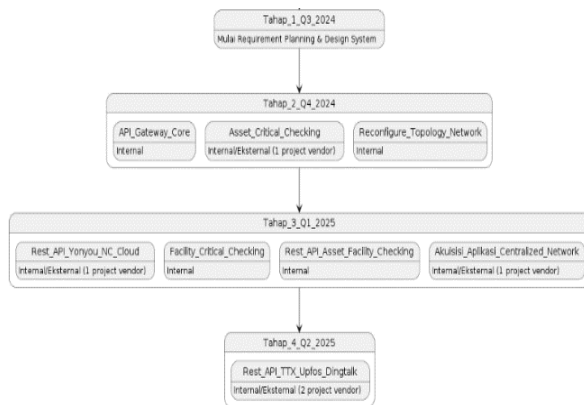 Tahap_1_Q3_2024
Mulai Requirement Planning & Design System
Tahap_2_Q4_2024
API_Gateway_Core
Internal
Asset_Critical_Checking
Internal/Eksternal (1 project vendor)
Reconfigure_Topology_Network
Internal
Tahap_3_Q1_2025
Rest_API_Yonyou_NC_Cloud
Internal/Eksternal (1 project vendor)
Facility_Critical_Checking
Internal
Rest_API_Asset_Facility_Checking
Internal
Akuisisi_Aplikasi_Centralized_Network
Internal/Eksternal (1 project vendor)
Tahap_4_Q2_2025
Rest_API_TTX_Upfos_Dingtalk
Internal/Eksternal (2 project vendor)